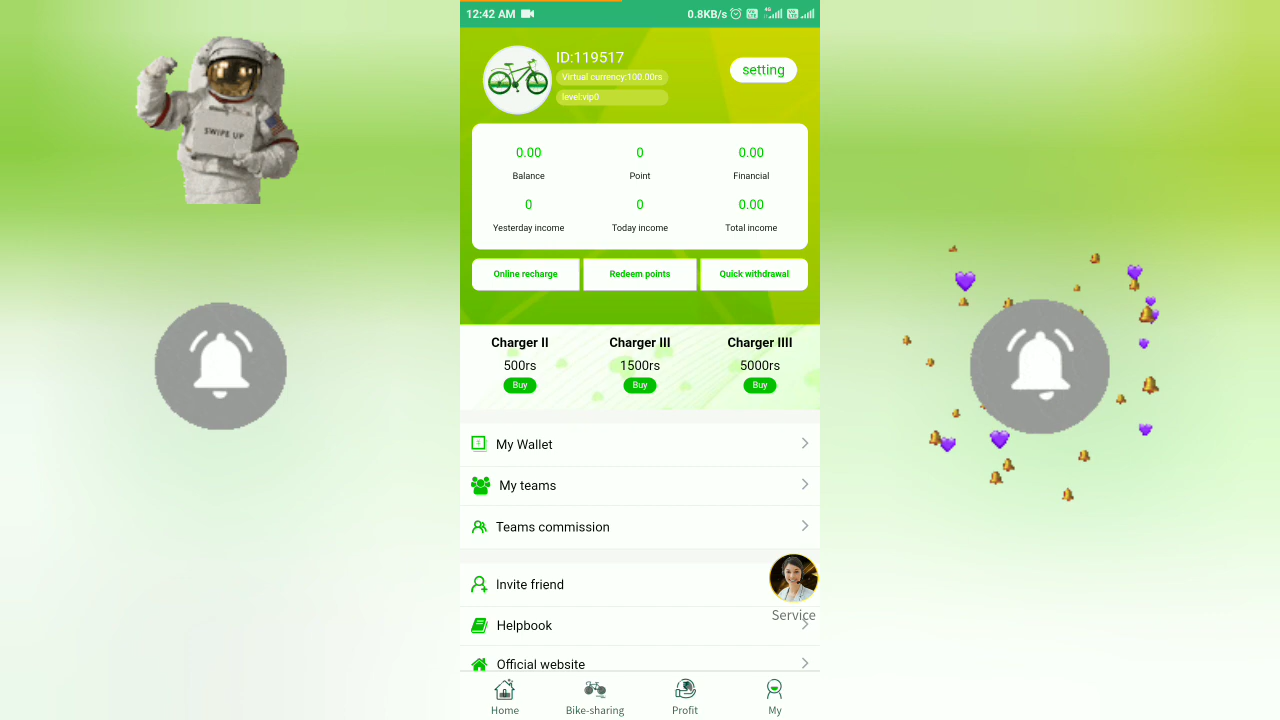 SWIPE UP
12:42 AM
0.8KB/s
4G
ID:119517
Virtual currency:100.00rs
level:vip0
setting
0.00 0 0.00
Balance Point Financial
0 0 0.00
Yesterday income Today income Total income
Online recharge Redeem points Quick withdrawal
Charger II Charger III Charger IIII
500rs 1500rs 5000rs
Buy Buy Buy
My Wallet
My teams
Teams commission
Invite friend
Service
Helpbook
Official website
Home Bike-sharing Profit My